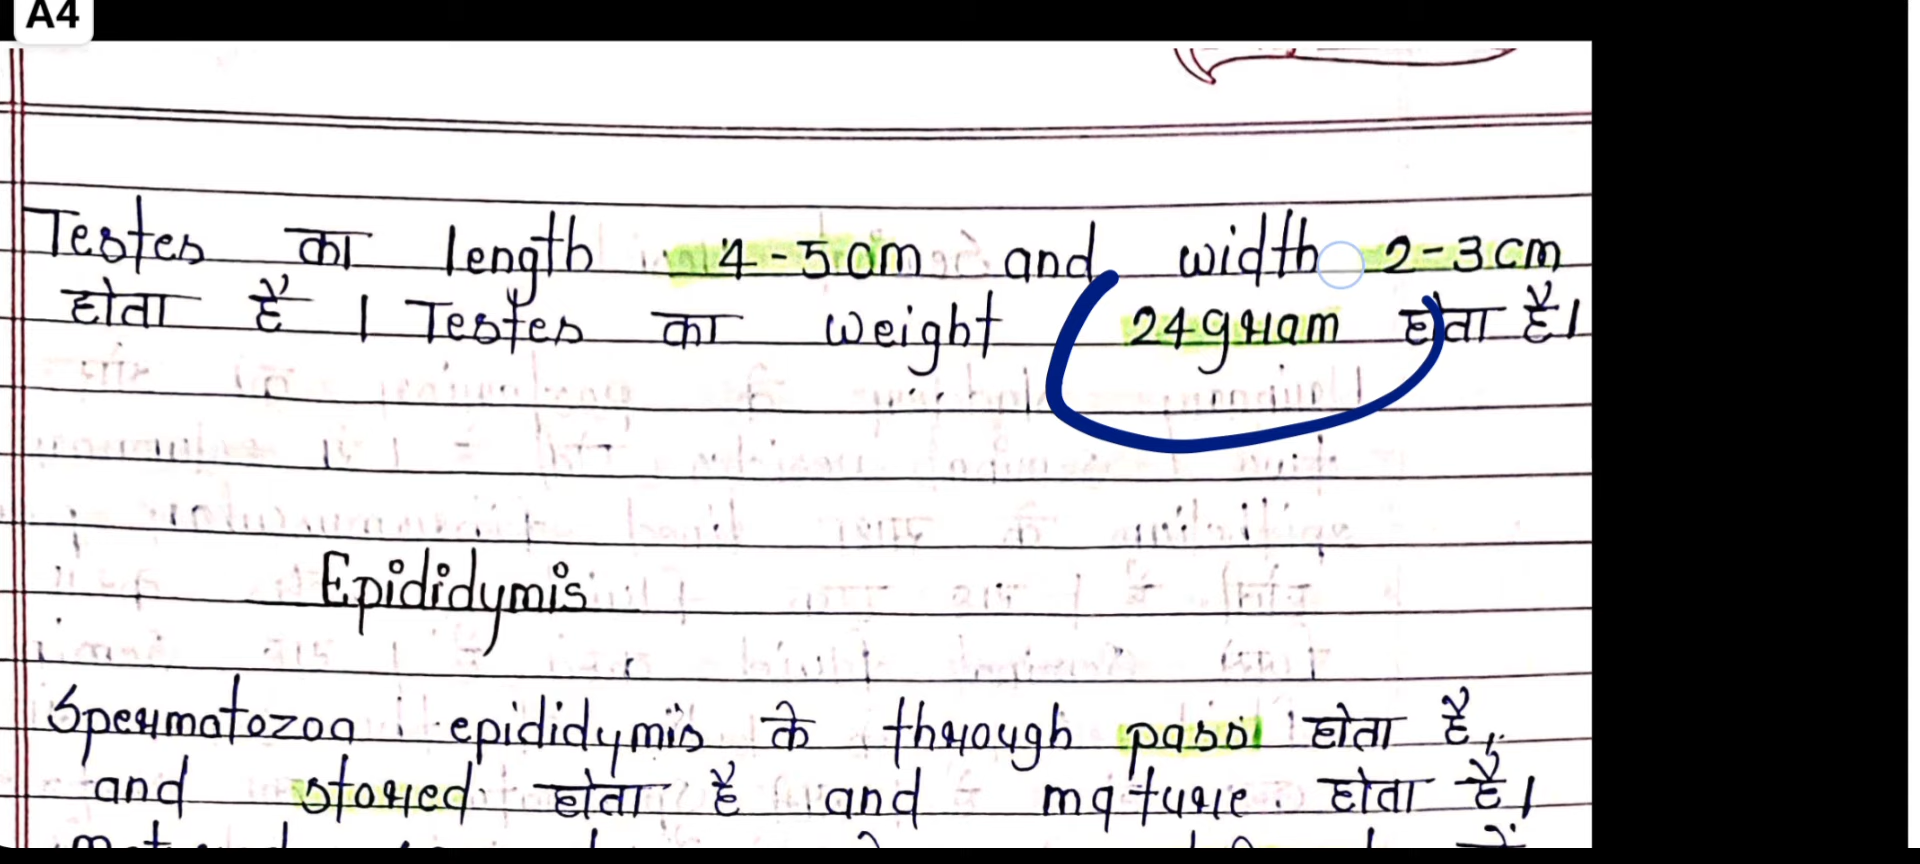 A4
Testes का length 4-5cm and width 2-3cm
होता है । Testes का weight 24gram होता है।
Epididymis
Spermatozoa epididymis के through pass होता है,
and stored होता है and mature होता है।